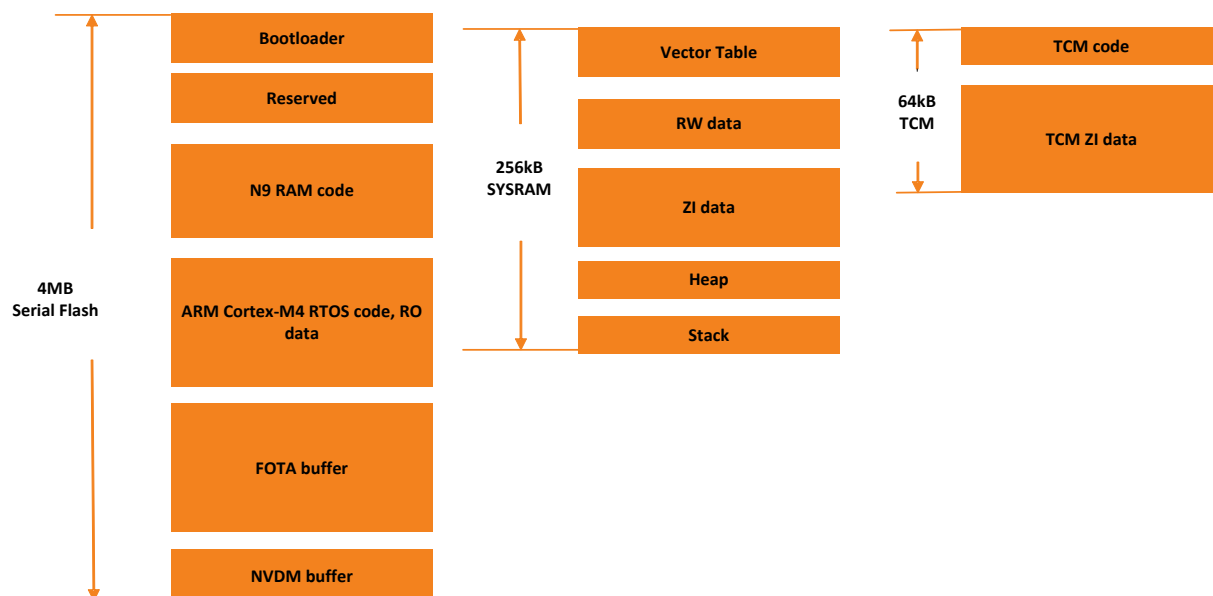 4MB
Serial Flash
Bootloader
Reserved
N9 RAM code
ARM Cortex-M4 RTOS code, RO
data
FOTA buffer
NVDM buffer
256kB
SYSRAM
Vector Table
RW data
ZI data
Heap
Stack
64kB
TCM
TCM code
TCM ZI data